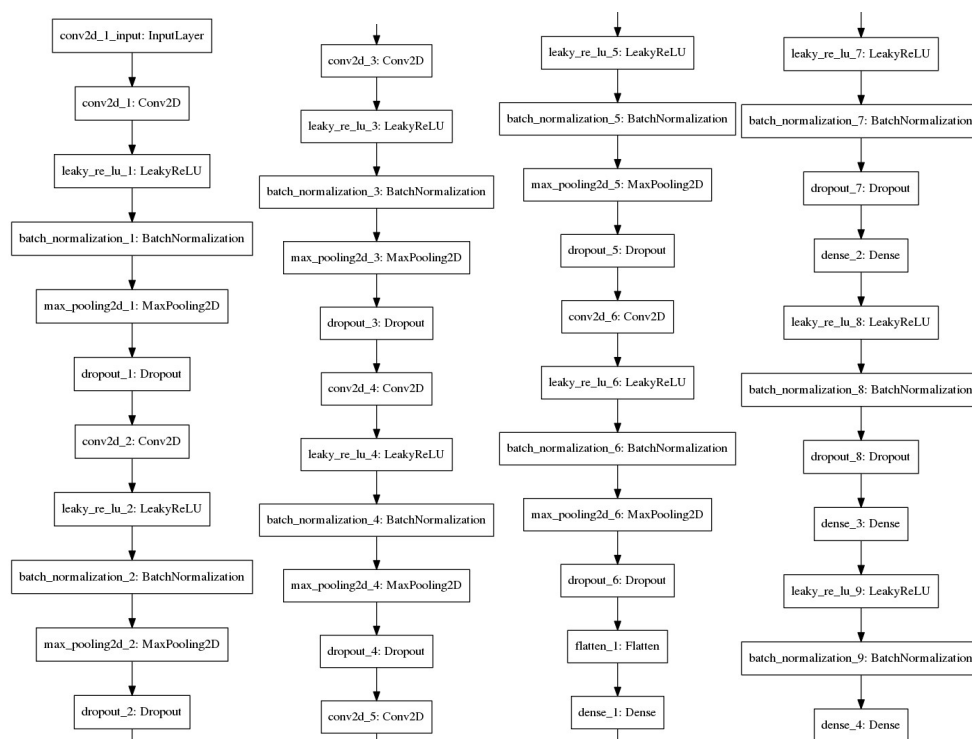 conv2d_1_input: InputLayer
conv2d_1: Conv2D
leaky_re_lu_1: LeakyReLU
batch_normalization_1: BatchNormalization
max_pooling2d_1: MaxPooling2D
dropout_1: Dropout
conv2d_2: Conv2D
leaky_re_lu_2: LeakyReLU
batch_normalization_2: BatchNormalization
max_pooling2d_2: MaxPooling2D
dropout_2: Dropout
conv2d_3: Conv2D
leaky_re_lu_3: LeakyReLU
batch_normalization_3: BatchNormalization
max_pooling2d_3: MaxPooling2D
dropout_3: Dropout
conv2d_4: Conv2D
leaky_re_lu_4: LeakyReLU
batch_normalization_4: BatchNormalization
max_pooling2d_4: MaxPooling2D
dropout_4: Dropout
conv2d_5: Conv2D
leaky_re_lu_5: LeakyReLU
batch_normalization_5: BatchNormalization
max_pooling2d_5: MaxPooling2D
dropout_5: Dropout
conv2d_6: Conv2D
leaky_re_lu_6: LeakyReLU
batch_normalization_6: BatchNormalization
max_pooling2d_6: MaxPooling2D
dropout_6: Dropout
flatten_1: Flatten
dense_1: Dense
leaky_re_lu_7: LeakyReLU
batch_normalization_7: BatchNormalization
dropout_7: Dropout
dense_2: Dense
leaky_re_lu_8: LeakyReLU
batch_normalization_8: BatchNormalization
dropout_8: Dropout
dense_3: Dense
leaky_re_lu_9: LeakyReLU
batch_normalization_9: BatchNormalization
dense_4: Dense